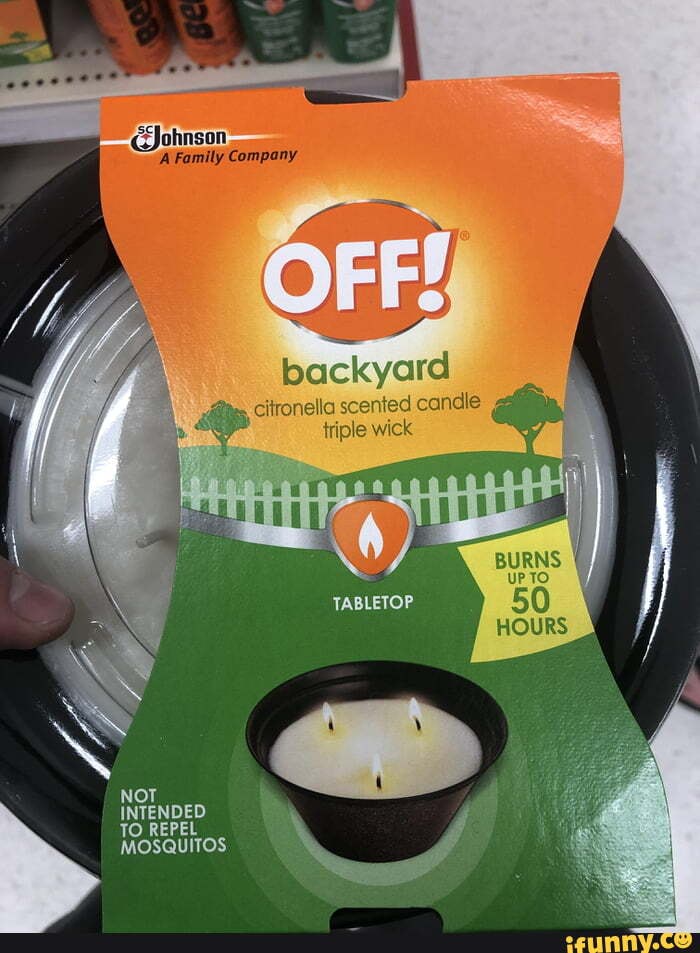 SC Johnson
A Family Company
OFF!®
backyard
citronella scented candle
triple wick
TABLETOP
BURNS
UP TO
50
HOURS
NOT
INTENDED
TO REPEL
MOSQUITOS
ifunny.co